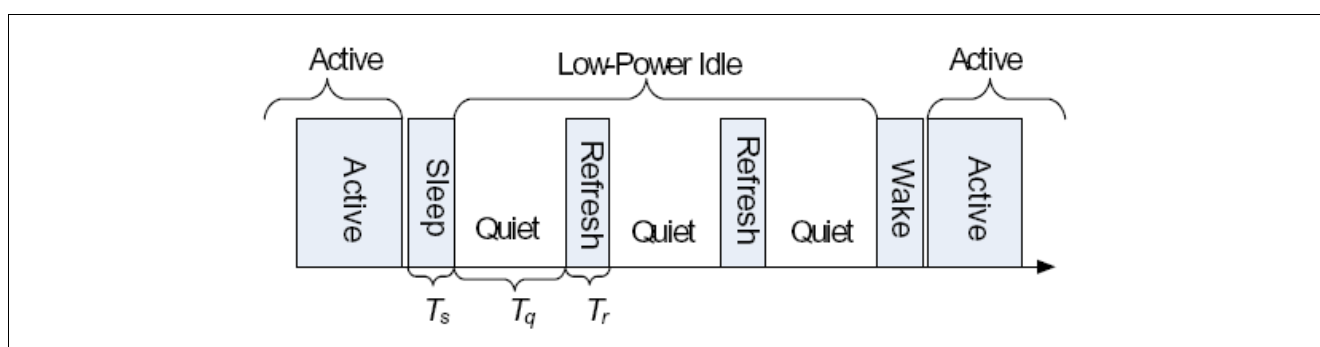 Active
Low-Power Idle
Active
Active
Sleep
Quiet
Refresh
Quiet
Refresh
Quiet
Wake
Active
Ts
Tq
Tr